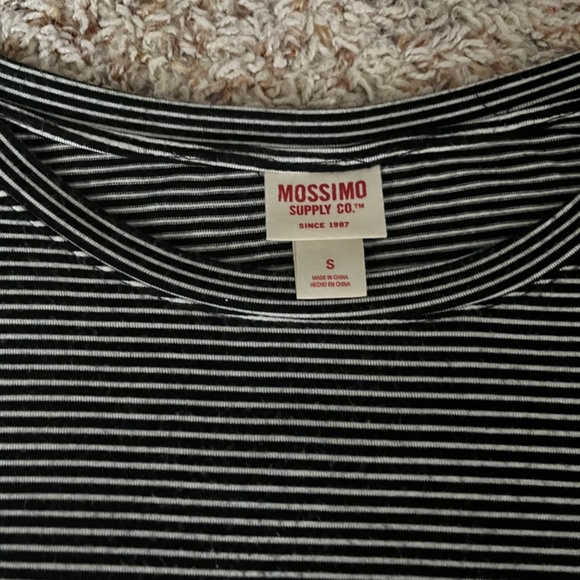 MOSSIMO
SUPPLY CO.™
SINCE 1987
S
MADE IN CHINA
HECHO EN CHINA